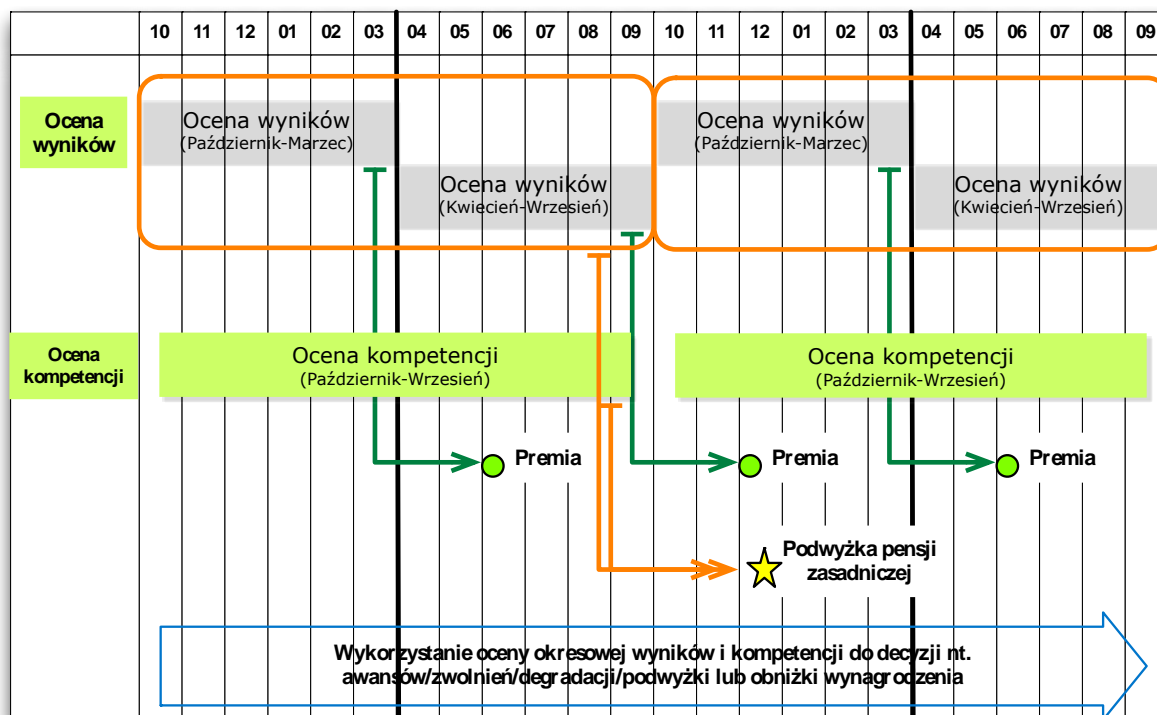 10 11 12 01 02 03 04 05 06 07 08 09 10 11 12 01 02 03 04 05 06 07 08 09
Ocena
wyników
Ocena wyników
(Październik-Marzec)
Ocena wyników
(Październik-Marzec)
Ocena wyników
(Kwiecień-Wrzesień)
Ocena wyników
(Kwiecień-Wrzesień)
Ocena
kompetencji
Ocena kompetencji
(Październik-Wrzesień)
Ocena kompetencji
(Październik-Wrzesień)
Premia
Premia
Premia
Podwyżka pensji
zasadniczej
Wykorzystanie oceny okresowej wyników i kompetencji do decyzji nt.
awansów/zwolnień/degradacji/podwyżki lub obniżki wynagrodzenia